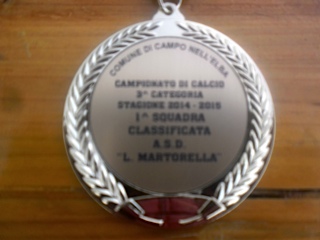 COMUNE DI CAMPO NELL'ELBA
CAMPIONATO DI CALCIO
3^ CATEGORIA
STAGIONE 2014 - 2015
1^ SQUADRA
CLASSIFICATA
A.S.D.
"L. MARTORELLA"